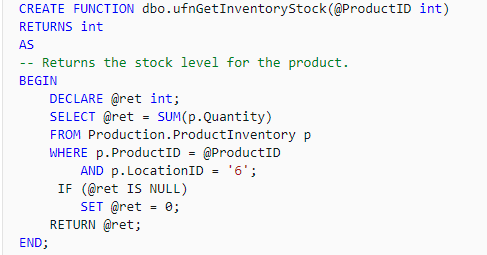 CREATE FUNCTION dbo.ufnGetInventoryStock(@ProductID int)
RETURNS int
AS
-- Returns the stock level for the product.
BEGIN
    DECLARE @ret int;
    SELECT @ret = SUM(p.Quantity)
    FROM Production.ProductInventory p
    WHERE p.ProductID = @ProductID
        AND p.LocationID = '6';
     IF (@ret IS NULL)
        SET @ret = 0;
    RETURN @ret;
END;